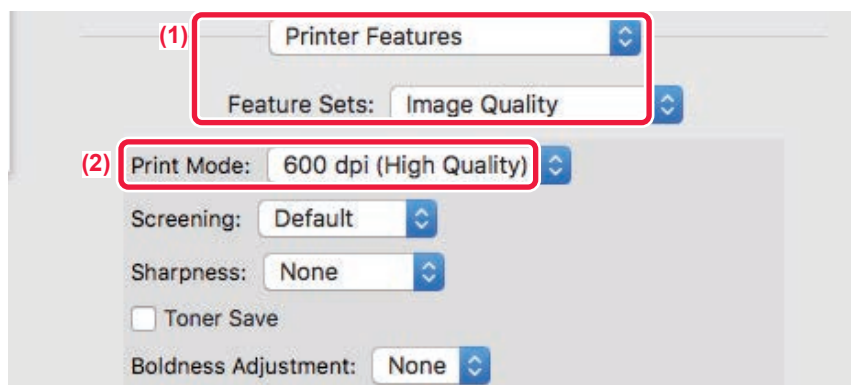 (1) Printer Features
Feature Sets: Image Quality
(2) Print Mode: 600 dpi (High Quality)
Screening: Default
Sharpness: None
Toner Save
Boldness Adjustment: None